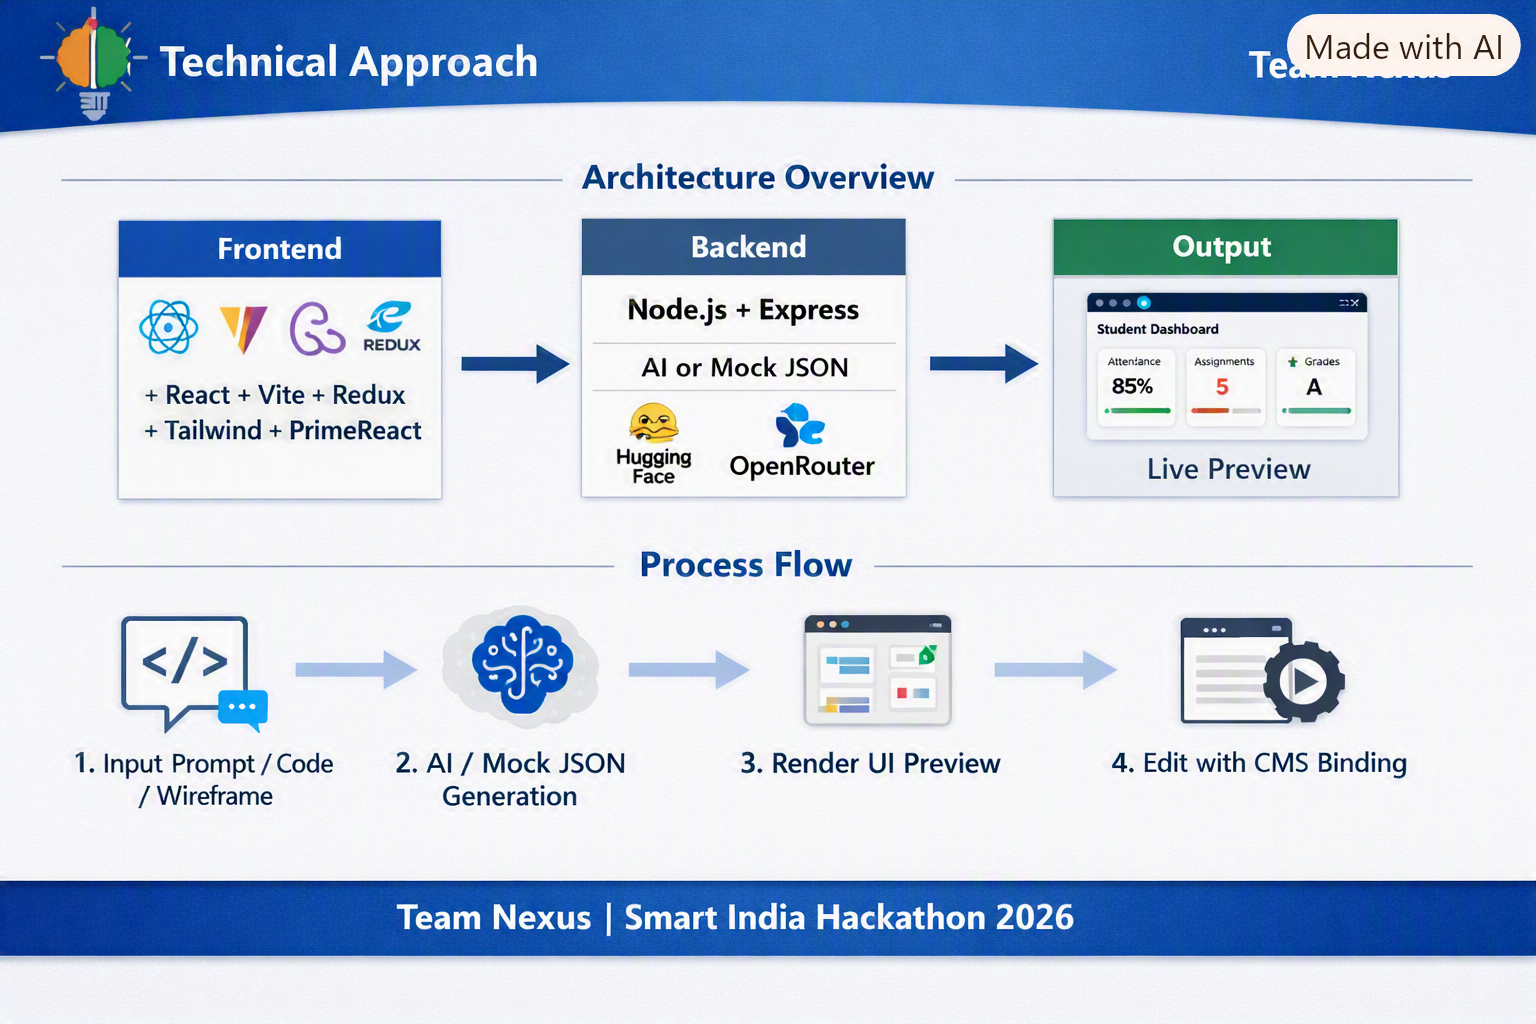 Technical Approach
Made with AI
Architecture Overview
Frontend
REDUX
+ React + Vite + Redux
+ Tailwind + PrimeReact
Backend
Node.js + Express
AI or Mock JSON
Hugging
Face
OpenRouter
Output
Student Dashboard
Assignments
Grades
85%
5
A
Live Preview
Process Flow
</>
1. Input Prompt / Code
/ Wireframe
2. AI / Mock JSON
Generation
3. Render UI Preview
4. Edit with CMS Binding
Team Nexus | Smart India Hackathon 2026